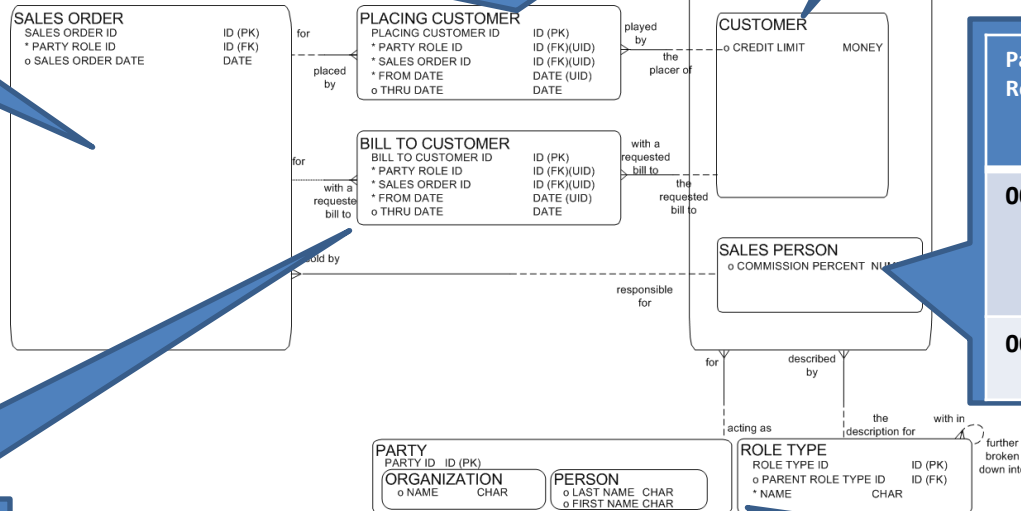 SALES ORDER
SALES ORDER ID ID (PK)
* PARTY ROLE ID ID (FK)
o SALES ORDER DATE DATE
for
placed
by
PLACING CUSTOMER
PLACING CUSTOMER ID ID (PK)
* PARTY ROLE ID ID (FK)(UID)
* SALES ORDER ID ID (FK)(UID)
* FROM DATE DATE (UID)
o THRU DATE DATE
played
by
the
placer of
CUSTOMER
o CREDIT LIMIT MONEY
for
with a
requeste
bill to
BILL TO CUSTOMER
BILL TO CUSTOMER ID ID (PK)
* PARTY ROLE ID ID (FK)(UID)
* SALES ORDER ID ID (FK)(UID)
* FROM DATE DATE (UID)
o THRU DATE DATE
with a
requested
bill to
the
requested
bill to
by
responsible
for
SALES PERSON
o COMMISSION PERCENT
for
described
by
acting as
the
description for
with in
further
broken
down int
PARTY
PARTY ID ID (PK)
ORGANIZATION
o NAME CHAR
PERSON
o LAST NAME CHAR
o FIRST NAME CHAR
ROLE TYPE
ROLE TYPE ID ID (PK)
o PARENT ROLE TYPE ID ID (FK)
* NAME CHAR